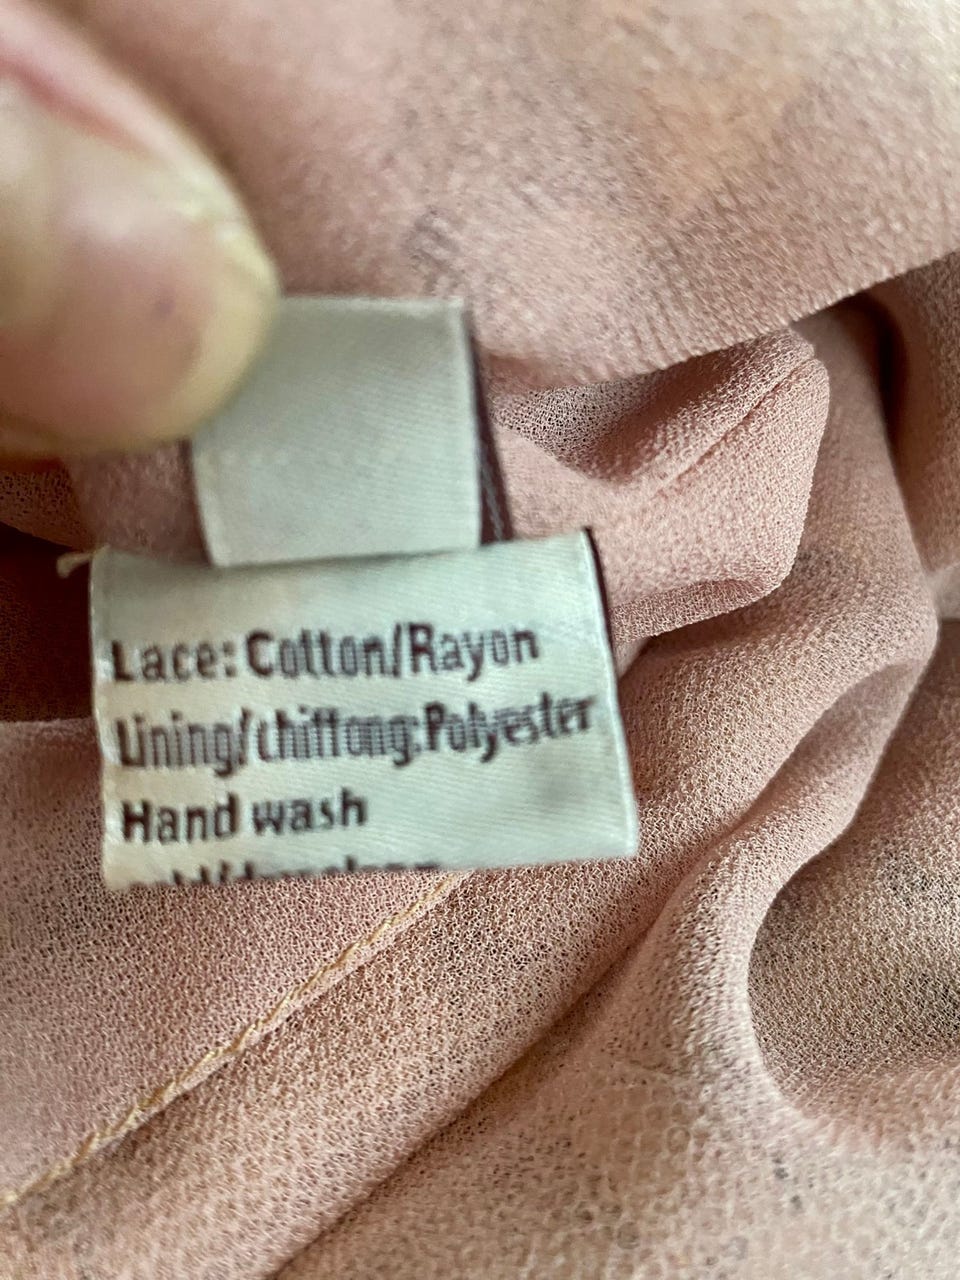 Lace: Cotton/Rayon
Lining/chiffong:Polyester
Hand wash